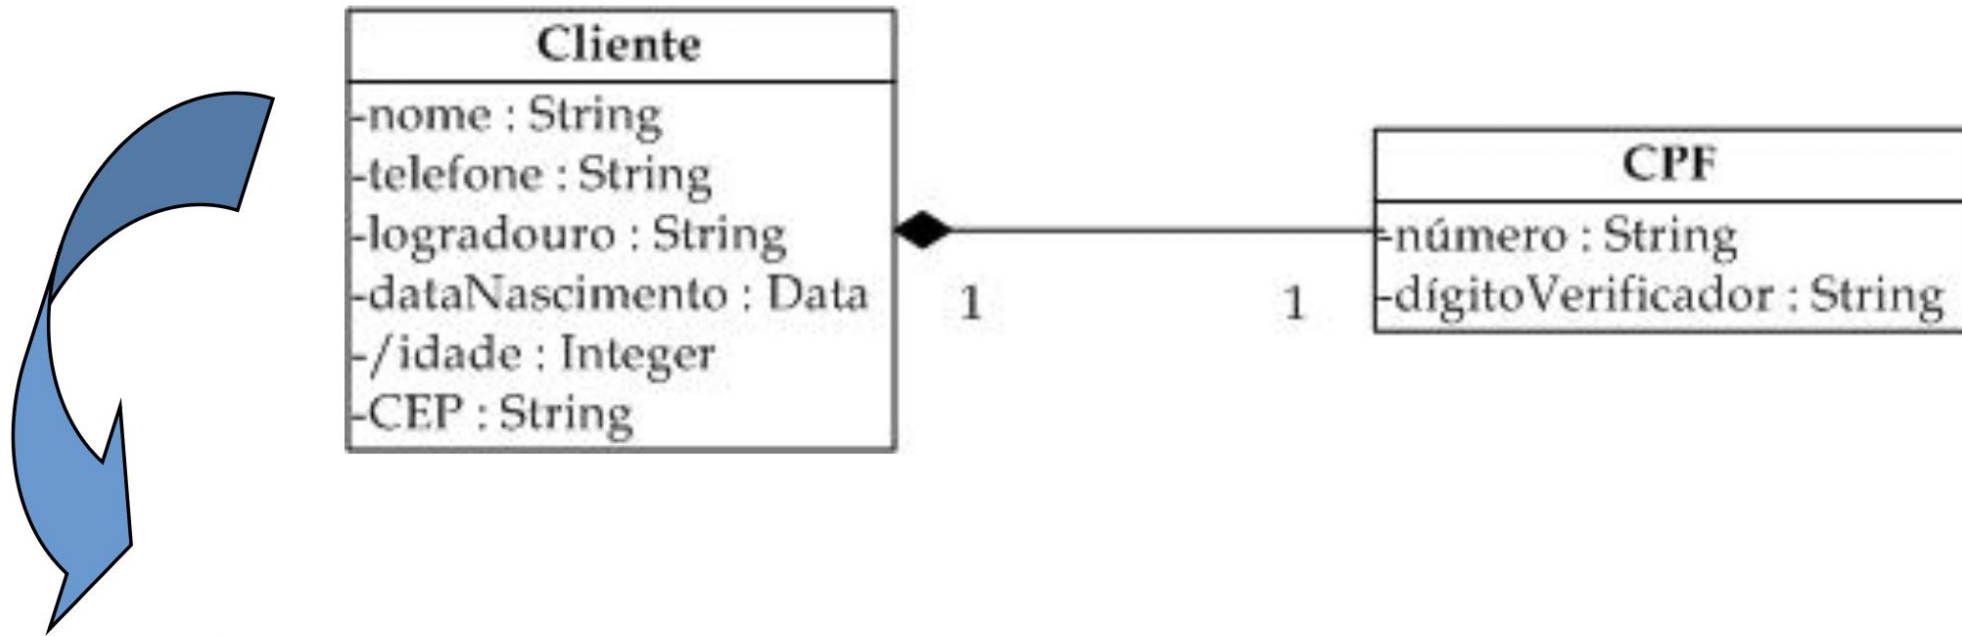 Cliente
-nome : String
-telefone : String
-logradouro : String
-dataNascimento : Data
-/idade : Integer
-CEP : String
1
1
CPF
-número : String
-dígitoVerificador : String